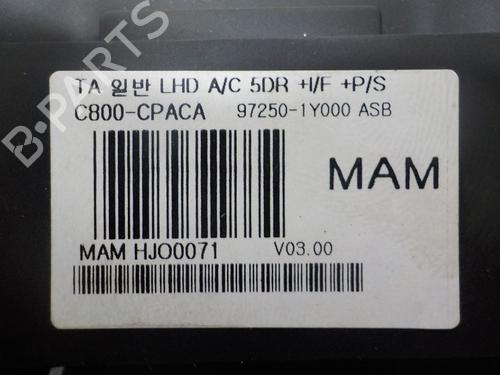 TA 일반 LHD A/C 5DR +I/F +P/S
C800-CPACA 97250-1Y000 ASB
MAM
MAM HJO0071 V03.00
B-PARTS